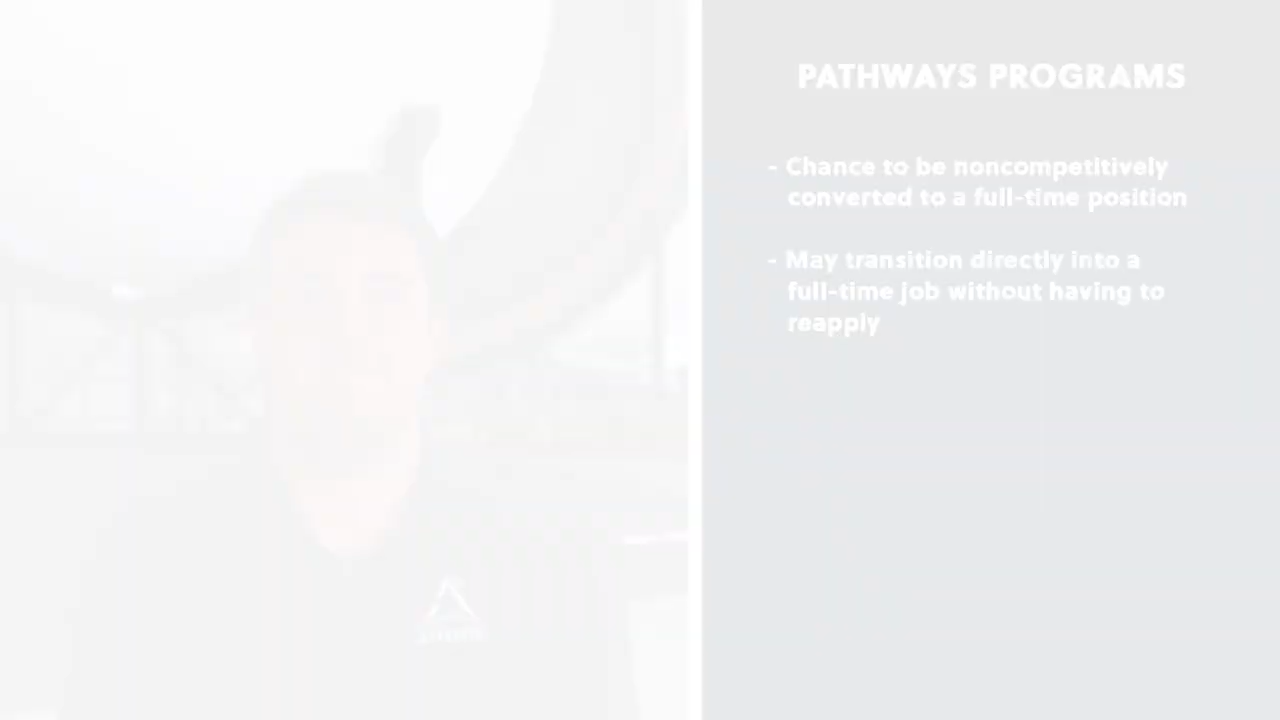 PATHWAYS PROGRAMS
- Chance to be noncompetitively
converted to a full-time position
- May transition directly into a
full-time job without having to
reapply